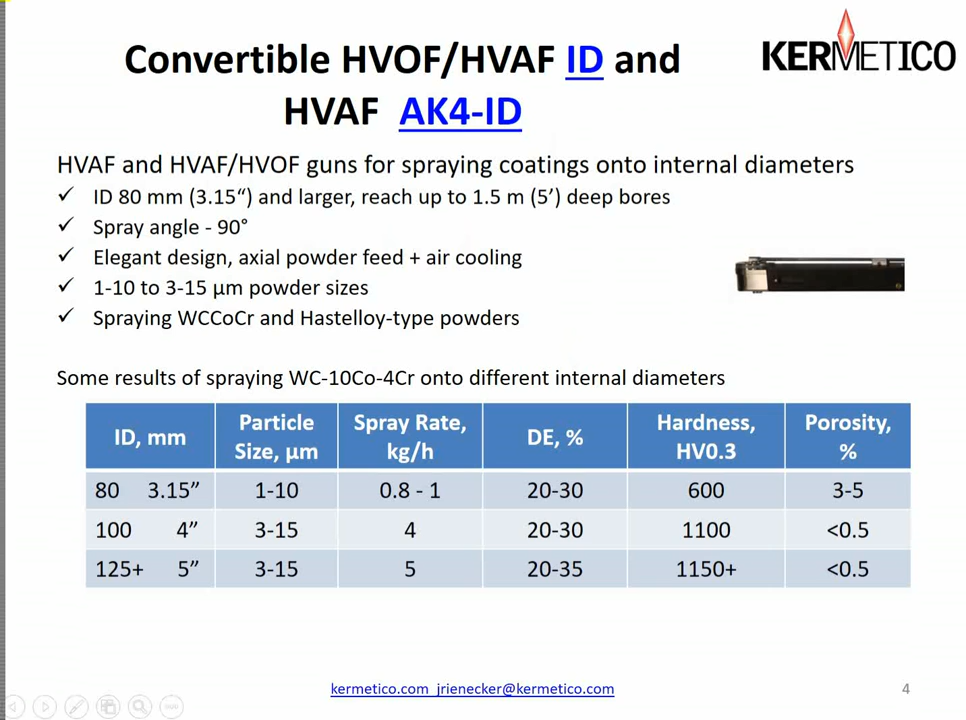 Convertible HVOF/HVAF ID and
HVAF AK4-ID
KERMETICO
HVAF and HVAF/HVOF guns for spraying coatings onto internal diameters
✓ ID 80 mm (3.15“) and larger, reach up to 1.5 m (5’) deep bores
✓ Spray angle - 90°
✓ Elegant design, axial powder feed + air cooling
✓ 1-10 to 3-15 µm powder sizes
✓ Spraying WCCoCr and Hastelloy-type powders
Some results of spraying WC-10Co-4Cr onto different internal diameters
ID, mm Particle Size, µm Spray Rate, kg/h DE, % Hardness, HV0.3 Porosity, %
80 3.15” 1-10 0.8 - 1 20-30 600 3-5
100 4” 3-15 4 20-30 1100 <0.5
125+ 5” 3-15 5 20-35 1150+ <0.5
kermetico.com jrienecker@kermetico.com 4